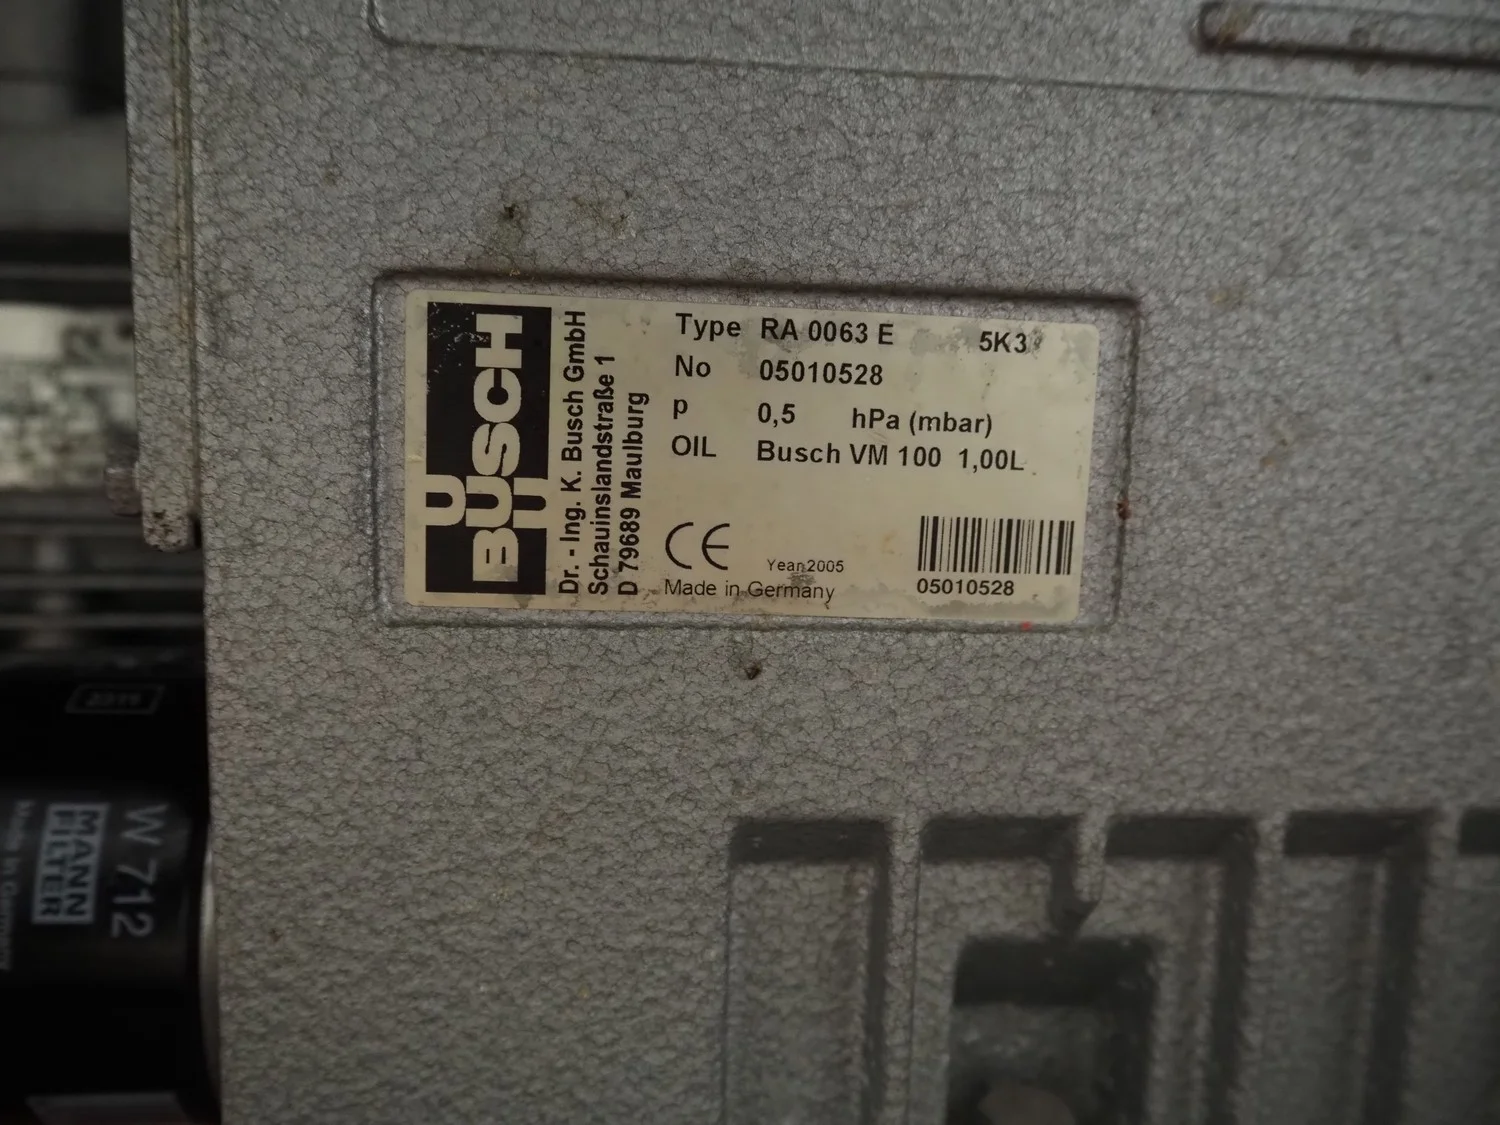 BUSCH
Dr. - Ing. K. Busch GmbH
Schauinslandstraße 1
D 79689 Maulburg
Type RA 0063 E 5K3
No 05010528
p 0,5 hPa (mbar)
OIL Busch VM 100 1,00L
CE
Year 2005
Made in Germany
05010528
W 712
MANN
FILTER
Made in Germany